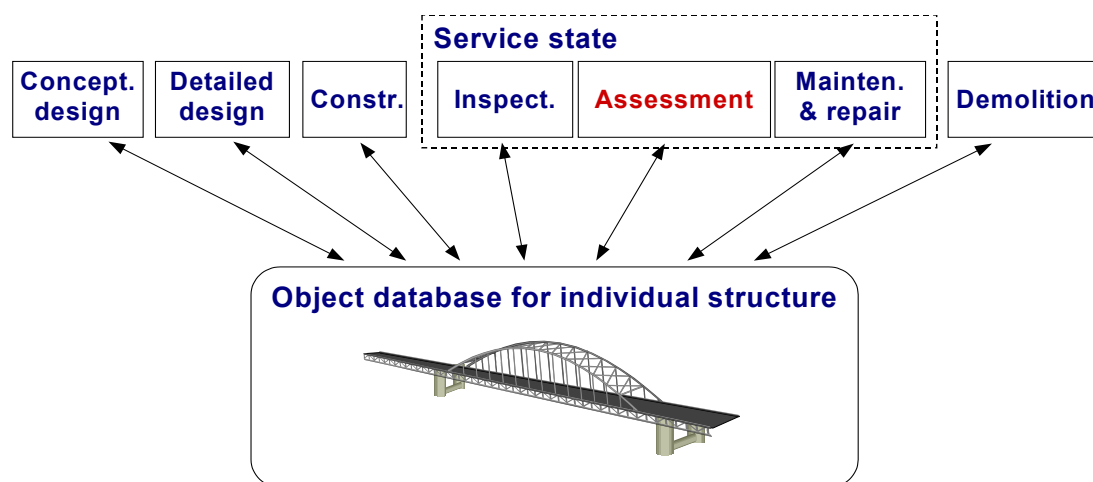 Service state
Concept.
design
Detailed
design
Constr.
Inspect.
Assessment
Mainten.
& repair
Demolition
Object database for individual structure